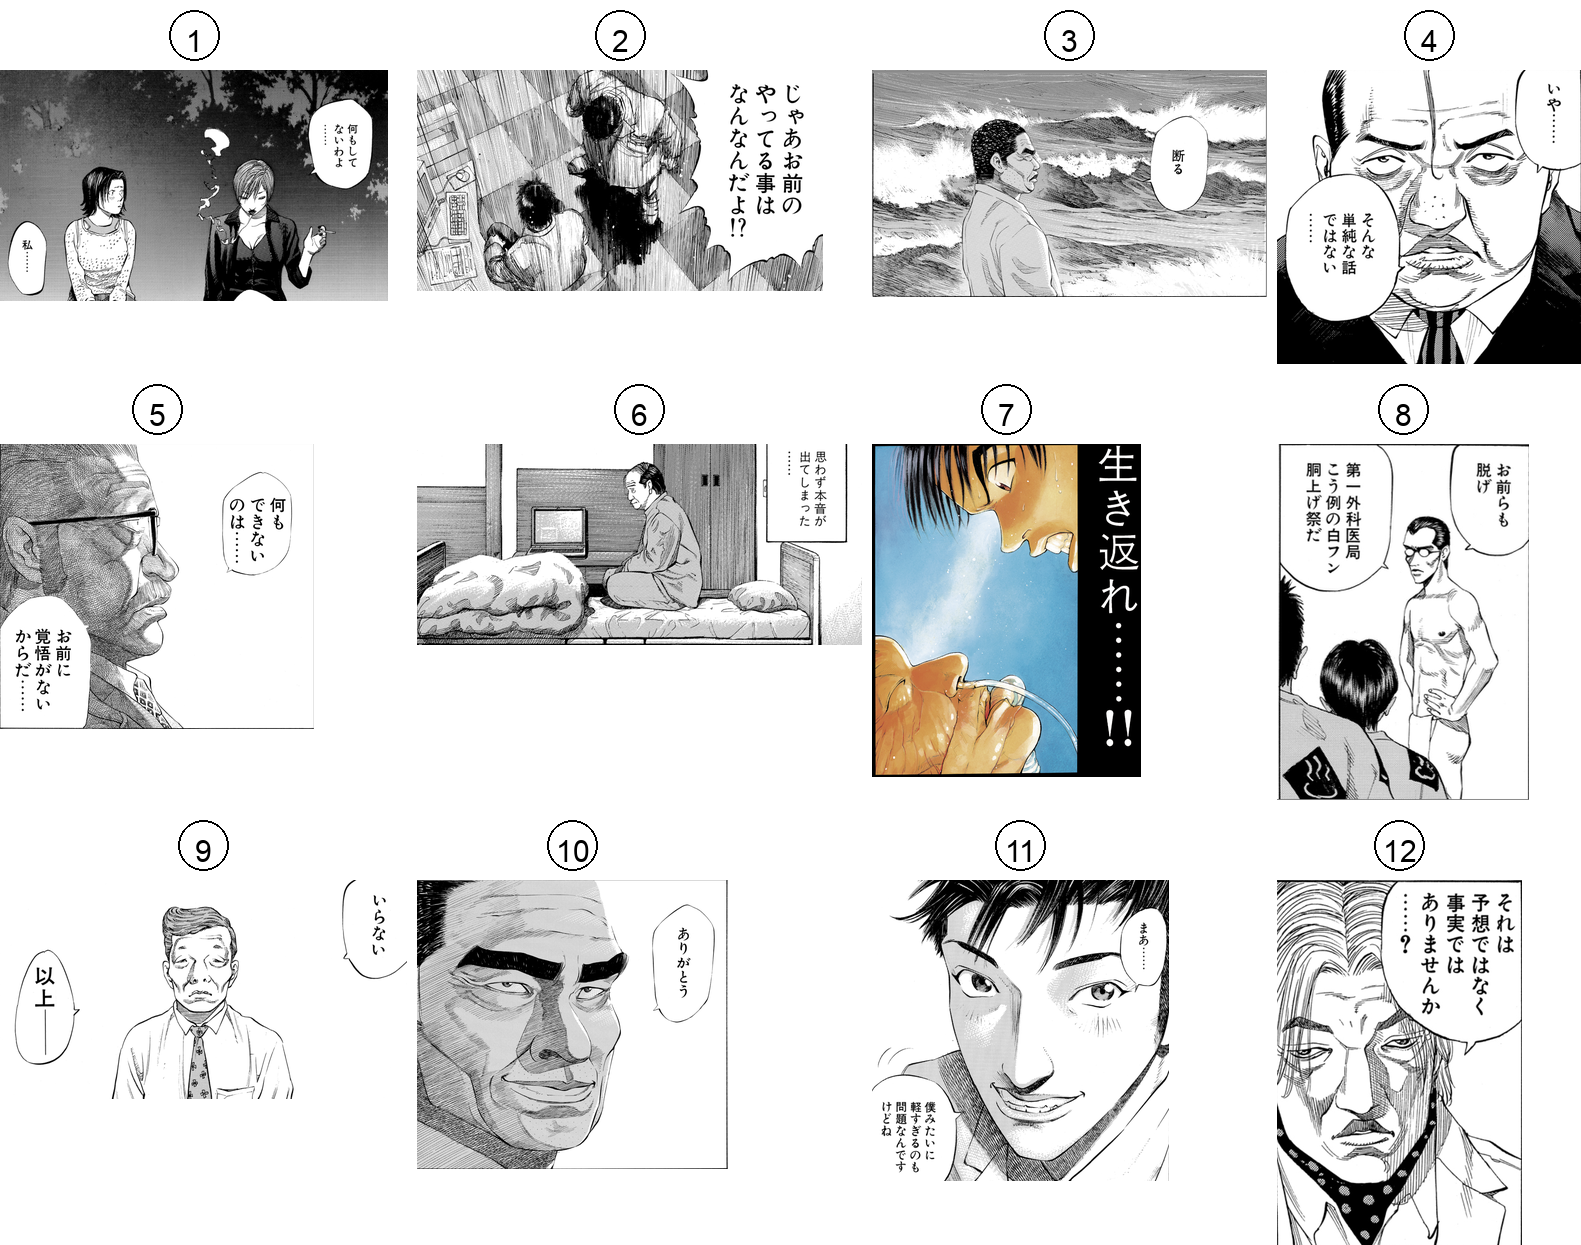 1
何もして
ないわよ
……
私……
2
じゃあお前の
やってる事は
なんなんだよ!?
3
断る
4
いや……
そんな
単純な話
ではない
……
5
何も
できない
のは……
お前に
覚悟がない
からだ……
6
思わず本音が
出てしまった
……
7
生き返れ……!!
8
お前らも
脱げ
第一外科医局
こう例の白フン
胴上げ祭だ
9
いらない
以上―
10
ありがとう
11
まあ……
僕みたいに
軽すぎるのも
問題なんです
けどね
12
それは
予想ではなく
事実では
ありませんか
……?